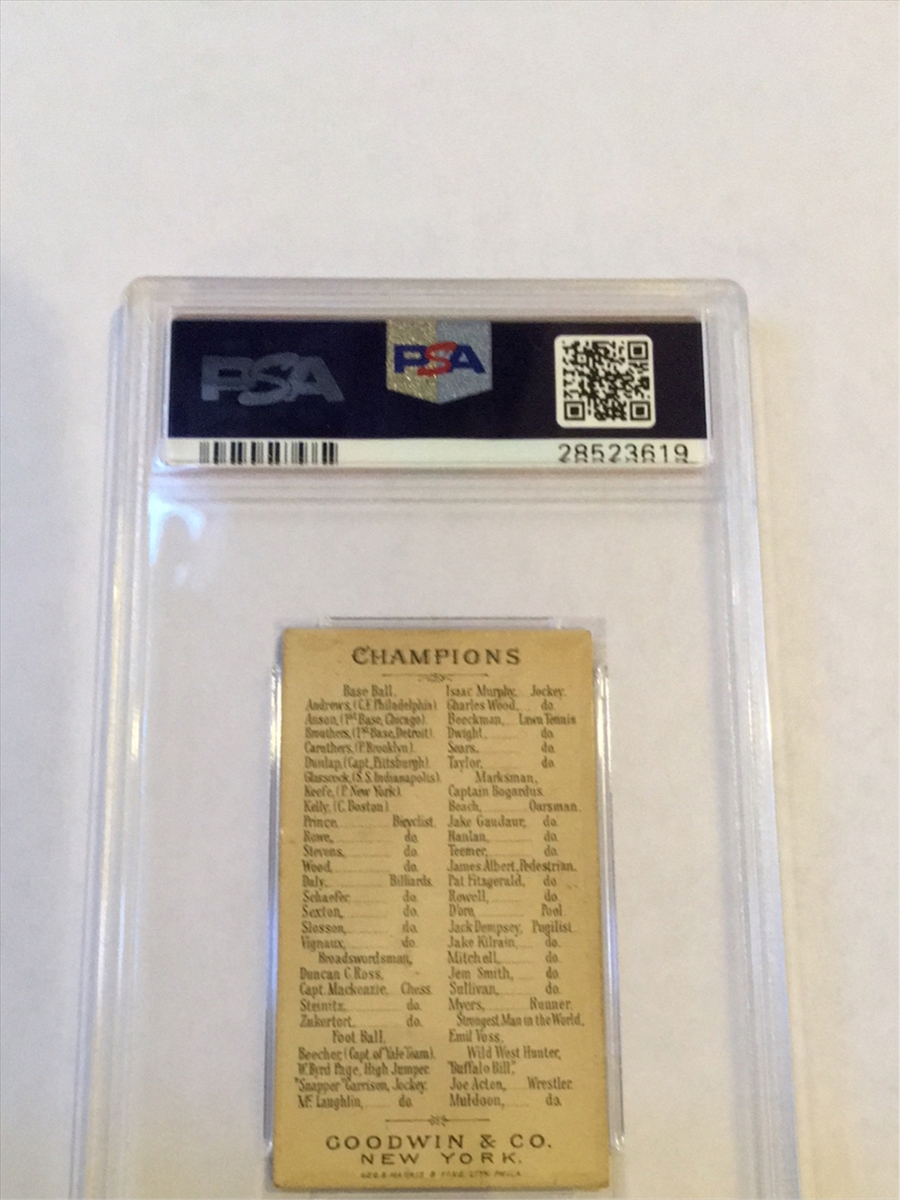 PSA
PSA
28523619
CHAMPIONS
Base Ball.
Andrews, (C.F. Philadelphia).
Anson, (1st Base, Chicago).
Brouthers, (1st Base, Detroit).
Caruthers, (P. Brooklyn).
Dunlap, (Capt. Pittsburgh).
Glasscock, (S.S. Indianapolis).
Keefe, (P. New York).
Kelly, (C. Boston)
Prince, Bicyclist.
Rowe, do.
Stevens, do.
Wood, do.
Daly, Billiards.
Schaefer do.
Sexton, do.
Slosson, do.
Vignaux, do.
Broadswordsman,
Duncan C. Ross.
Capt. Mackenzie, Chess.
Steinitz, do.
Zukertort, do.
Foot Ball.
Beecher, (Capt. of Yale Team).
W. Byrd Page, High Jumper.
"Snapper" Garrison, Jockey.
Mc Laughlin, do.
Isaac Murphy, Jockey.
Charles Wood, do.
Beeckman, Lawn Tennis
Dwight, do.
Sears, do.
Taylor, do.
Marksman,
Captain Bogardus.
Beach, Oarsman.
Jake Gaudaur, do.
Hanlan, do.
Teemer, do.
James Albert, Pedestrian.
Pat Fitzgerald, do.
Rowell, do.
D'oro, Pool
Jack Dempsey, Pugilist.
Jake Kilrain, do.
Mitchell, do.
Jem Smith, do.
Sullivan, do.
Myers, Runner.
Strongest Man in the World,
Emil Voss.
Wild West Hunter,
"Buffalo Bill".
Joe Acton, Wrestler.
Muldoon, do.
GOODWIN & CO.
NEW YORK.